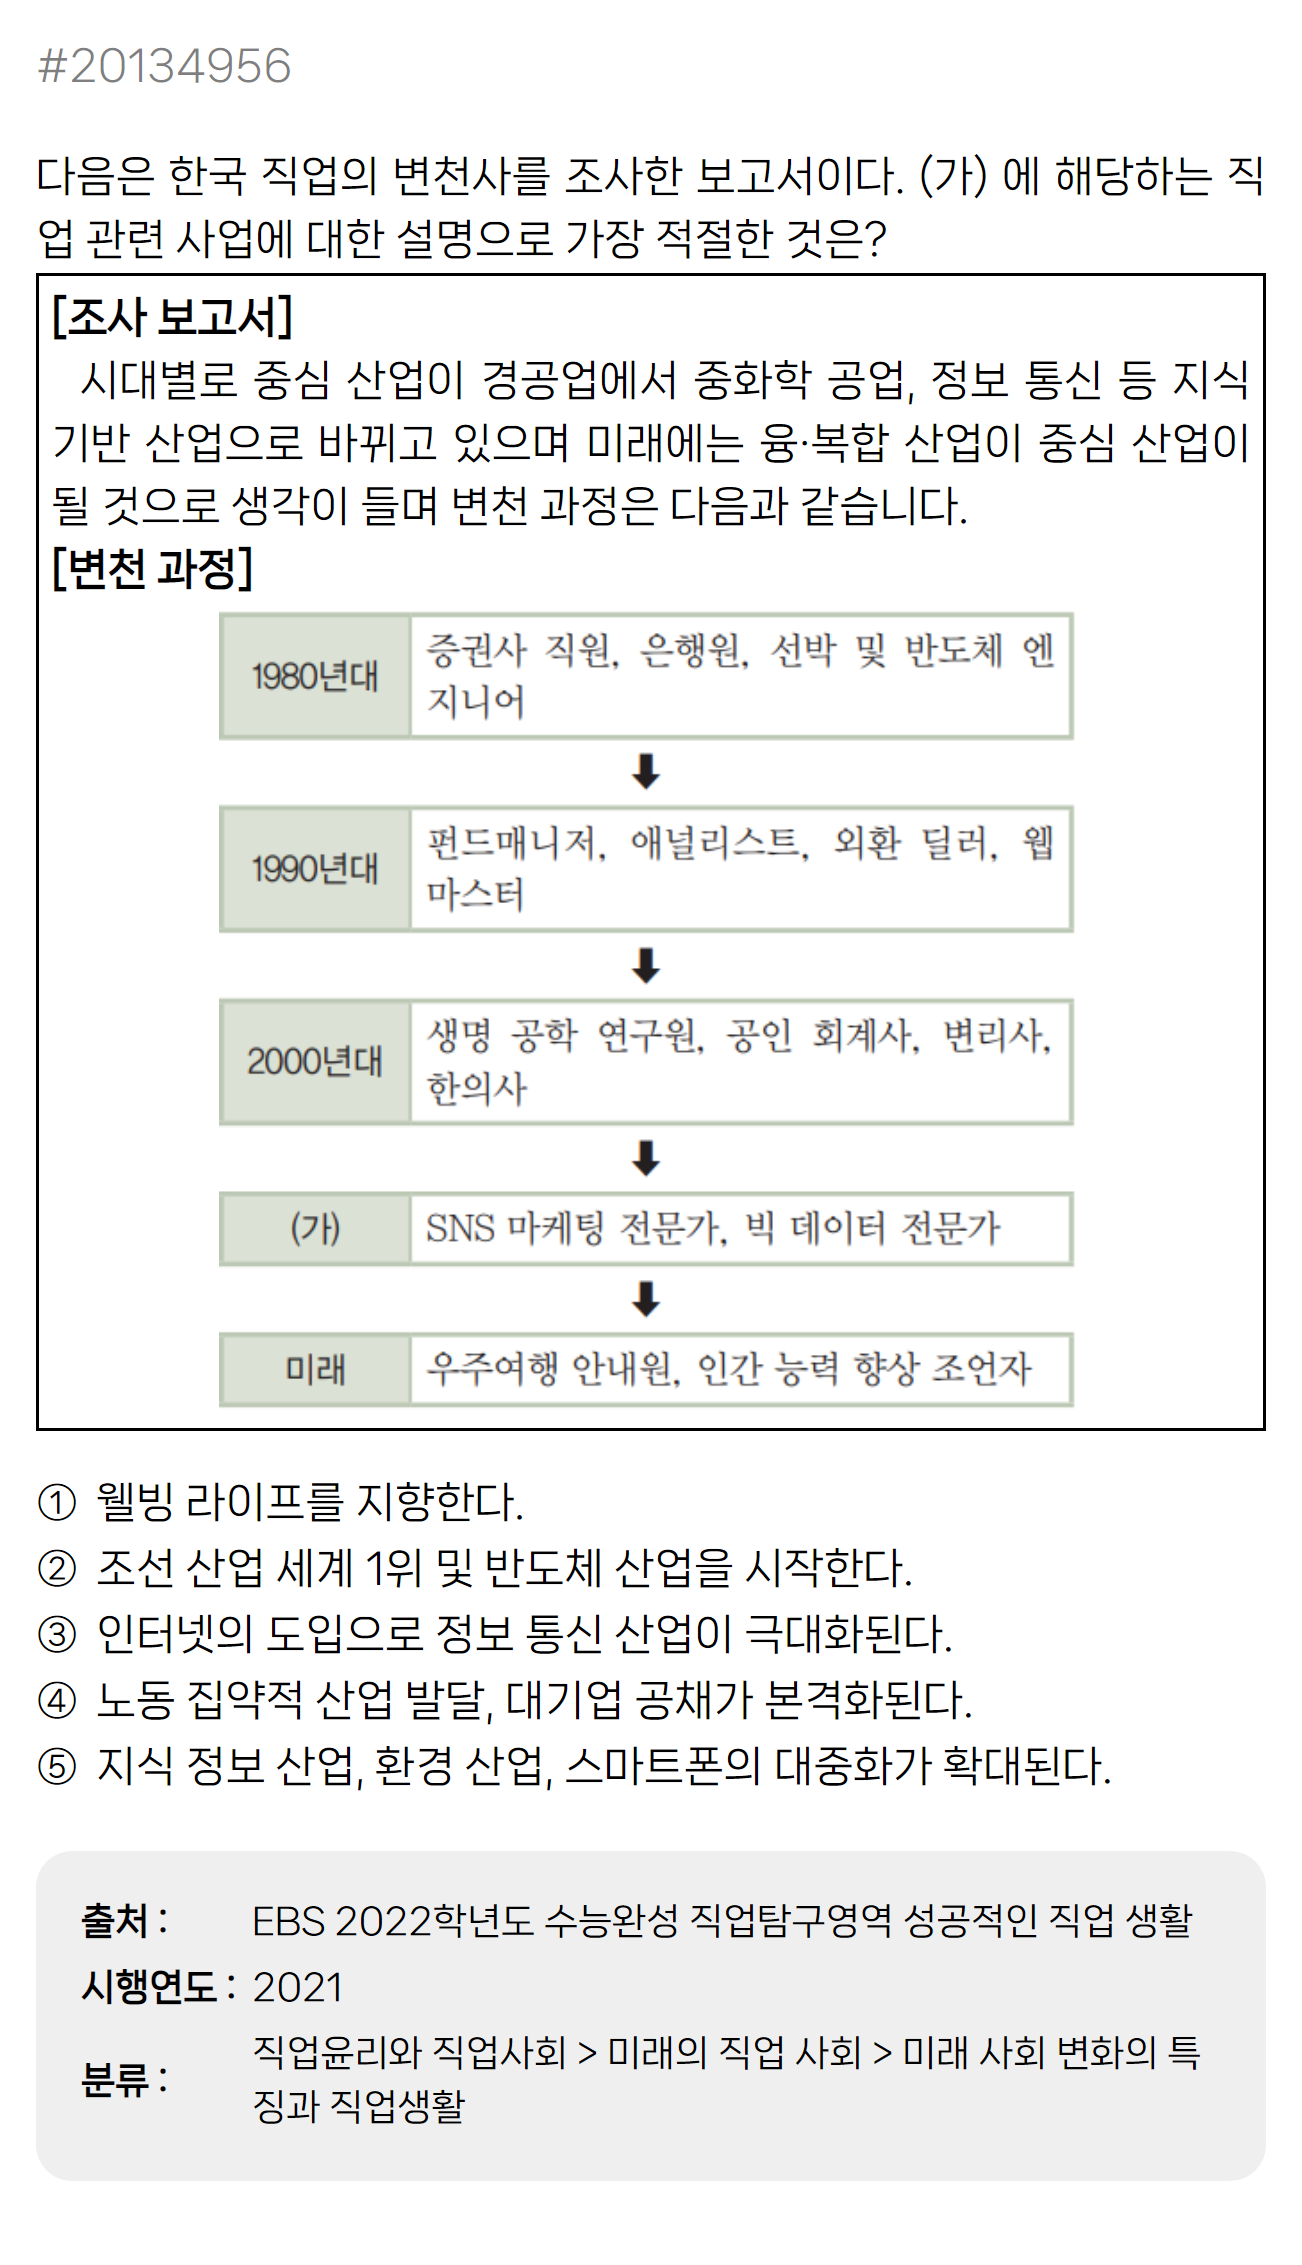 #20134956
다음은 한국 직업의 변천사를 조사한 보고서이다. (가) 에 해당하는 직
업 관련 사업에 대한 설명으로 가장 적절한 것은?
[조사 보고서]
시대별로 중심 산업이 경공업에서 중화학 공업, 정보 통신 등 지식
기반 산업으로 바뀌고 있으며 미래에는 융·복합 산업이 중심 산업이
될 것으로 생각이 들며 변천 과정은 다음과 같습니다.
[변천 과정]
1980년대 증권사 직원, 은행원, 선박 및 반도체 엔
지니어
1990년대 펀드매니저, 애널리스트, 외환 딜러, 웹
마스터
2000년대 생명 공학 연구원, 공인 회계사, 변리사,
한의사
(가) SNS 마케팅 전문가, 빅 데이터 전문가
미래 우주여행 안내원, 인간 능력 향상 조언자
① 웰빙 라이프를 지향한다.
② 조선 산업 세계 1위 및 반도체 산업을 시작한다.
③ 인터넷의 도입으로 정보 통신 산업이 극대화된다.
④ 노동 집약적 산업 발달, 대기업 공채가 본격화된다.
⑤ 지식 정보 산업, 환경 산업, 스마트폰의 대중화가 확대된다.
출처 : EBS 2022학년도 수능완성 직업탐구영역 성공적인 직업 생활
시행연도 : 2021
분류 : 직업윤리와 직업사회 > 미래의 직업 사회 > 미래 사회 변화의 특
징과 직업생활